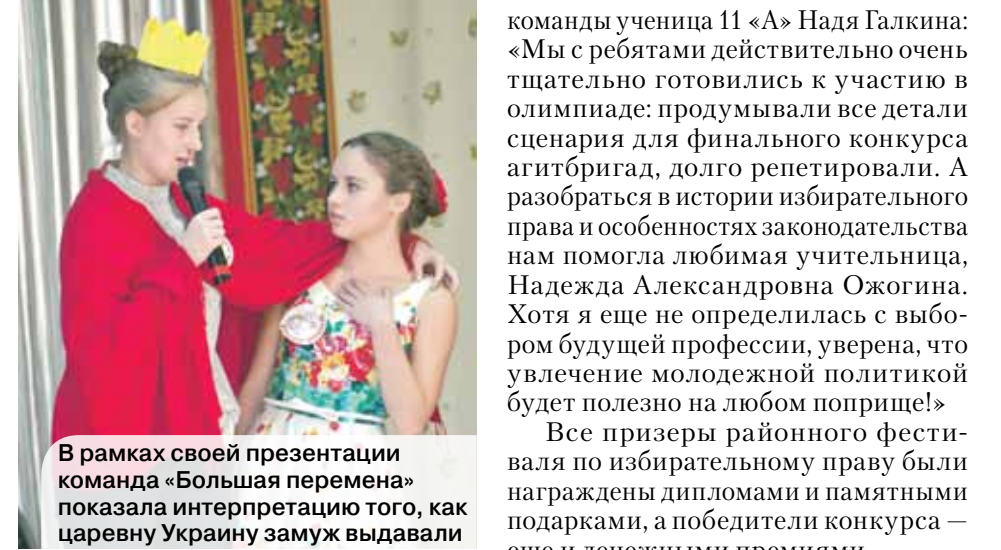 команды ученица 11 «А» Надя Галкина:
«Мы с ребятами действительно очень
тщательно готовились к участию в
олимпиаде: продумывали все детали
сценария для финального конкурса
агитбригад, долго репетировали. А
разобраться в истории избирательного
права и особенностях законодательства
нам помогла любимая учительница,
Надежда Александровна Ожогина.
Хотя я еще не определилась с выбо-
ром будущей профессии, уверена, что
увлечение молодежной политикой
будет полезно на любом поприще!»
Все призеры районного фести-
валя по избирательному праву были
награждены дипломами и памятными
подарками, а победители конкурса —
еще и денежными премиями
В рамках своей презентации
команда «Большая перемена»
показала интерпретацию того, как
царевну Украину замуж выдавали